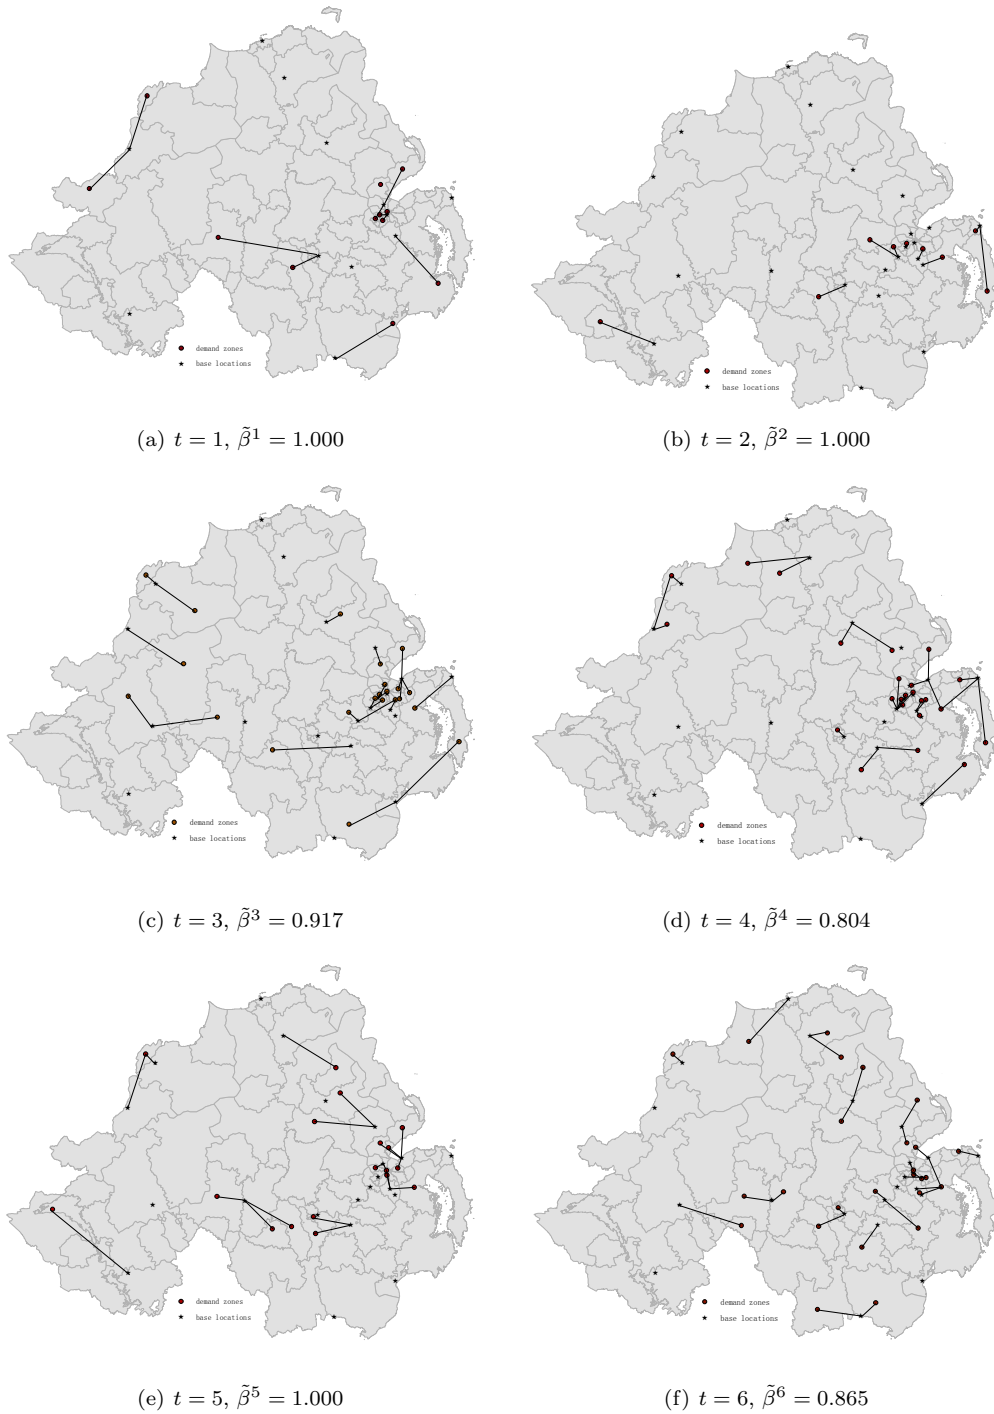 demand zones
base locations
demand zones
base locations
(a) t = 1, β̃¹ = 1.000
(b) t = 2, β̃² = 1.000
demand zones
base locations
demand zones
base locations
(c) t = 3, β̃³ = 0.917
(d) t = 4, β̃⁴ = 0.804
demand zones
base locations
demand zones
base locations
(e) t = 5, β̃⁵ = 1.000
(f) t = 6, β̃⁶ = 0.865